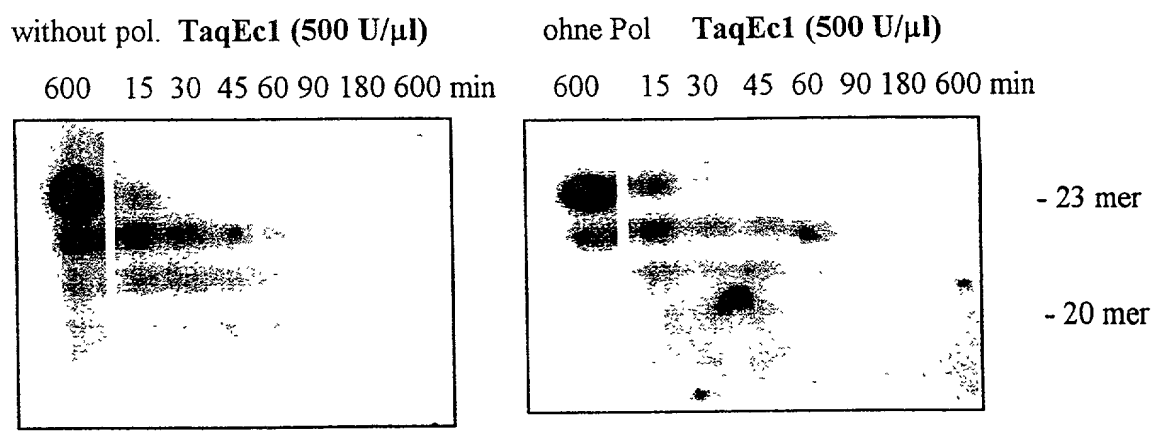 without pol. TaqEc1 (500 U/µl) ohne Pol TaqEc1 (500 U/µl)
600 15 30 45 60 90 180 600 min 600 15 30 45 60 90 180 600 min
- 23 mer
- 20 mer